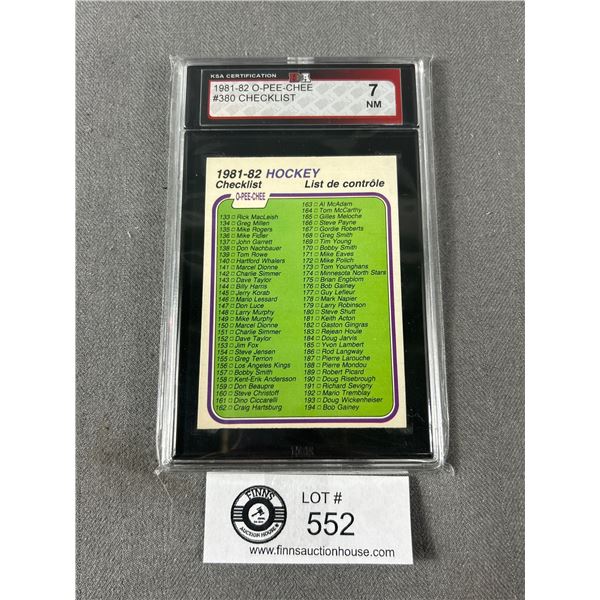 KSA CERTIFICATION
KSA
1981-82 O-PEE-CHEE
#380 CHECKLIST
7
NM
1981-82 HOCKEY
Checklist
List de contrôle
O-PEE-CHEE
133 □ Rick MacLeish
134 □ Greg Millen
135 □ Mike Rogers
136 □ Mike Fidler
137 □ John Garrett
138 □ Don Nachbauer
139 □ Tom Rowe
140 □ Hartford Whalers
141 □ Marcel Dionne
142 □ Charlie Simmer
143 □ Dave Taylor
144 □ Billy Harris
145 □ Jerry Korab
146 □ Mario Lessard
147 □ Don Luce
148 □ Larry Murphy
149 □ Mike Murphy
150 □ Marcel Dionne
151 □ Charlie Simmer
152 □ Dave Taylor
153 □ Jim Fox
154 □ Steve Jensen
155 □ Greg Terrion
156 □ Los Angeles Kings
157 □ Bobby Smith
158 □ Kent-Erik Andersson
159 □ Don Beaupre
160 □ Steve Christoff
161 □ Dino Ciccarelli
162 □ Craig Hartsburg
163 □ Al McAdam
164 □ Tom McCarthy
165 □ Gilles Meloche
166 □ Steve Payne
167 □ Gordie Roberts
168 □ Greg Smith
169 □ Tim Young
170 □ Bobby Smith
171 □ Mike Eaves
172 □ Mike Polich
173 □ Tom Younghans
174 □ Minnesota North Stars
175 □ Brian Engblom
176 □ Bob Gainey
177 □ Guy Lefleur
178 □ Mark Napier
179 □ Larry Robinson
180 □ Steve Shutt
181 □ Keith Acton
182 □ Gaston Gingras
183 □ Rejean Houle
184 □ Doug Jarvis
185 □ Yvon Lambert
186 □ Rod Langway
187 □ Pierre Larouche
188 □ Pierre Mondou
189 □ Robert Picard
190 □ Doug Risebrough
191 □ Richard Sevigny
192 □ Mario Tremblay
193 □ Doug Wickenheiser
194 □ Bob Gainey
FINNS
AUCTION HOUSE
LOT #
552
www.finnsauctionhouse.com